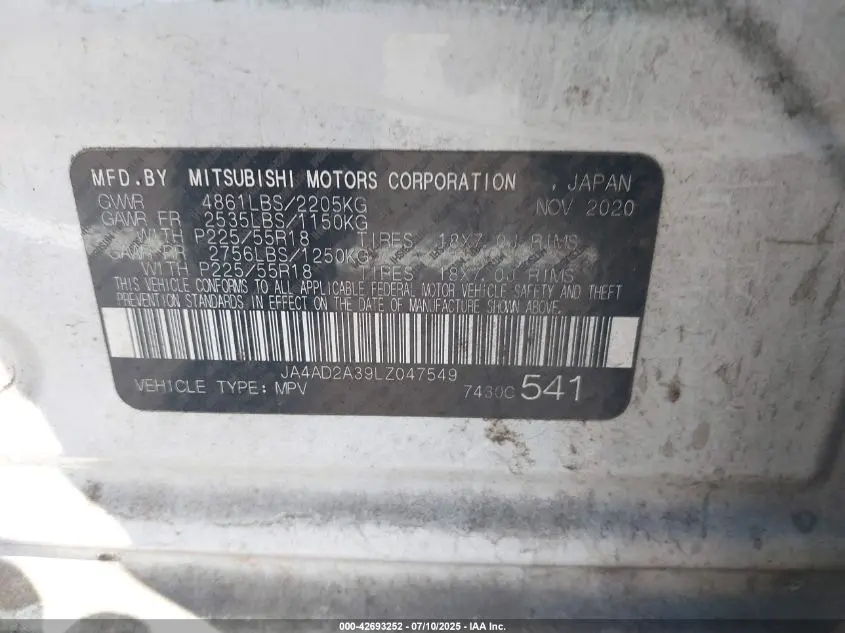 MFD.BY MITSUBISHI MOTORS CORPORATION , JAPAN
GVWR 4861LBS/2205KG NOV 2020
GAWR FR 2535LBS/1150KG
WITH P225/55R18 TIRES 18X7.0J RIMS
GAWR RR 2756LBS/1250KG
WITH P225/55R18 TIRES 18X7.0J RIMS
THIS VEHICLE CONFORMS TO ALL APPLICABLE FEDERAL MOTOR VEHICLE SAFETY AND THEFT
PREVENTION STANDARDS IN EFFECT ON THE DATE OF MANUFACTURE SHOWN ABOVE.
JA4AD2A39LZ047549
VEHICLE TYPE: MPV 7430C 541
000-42693252 - 07/10/2025 - IAA Inc.